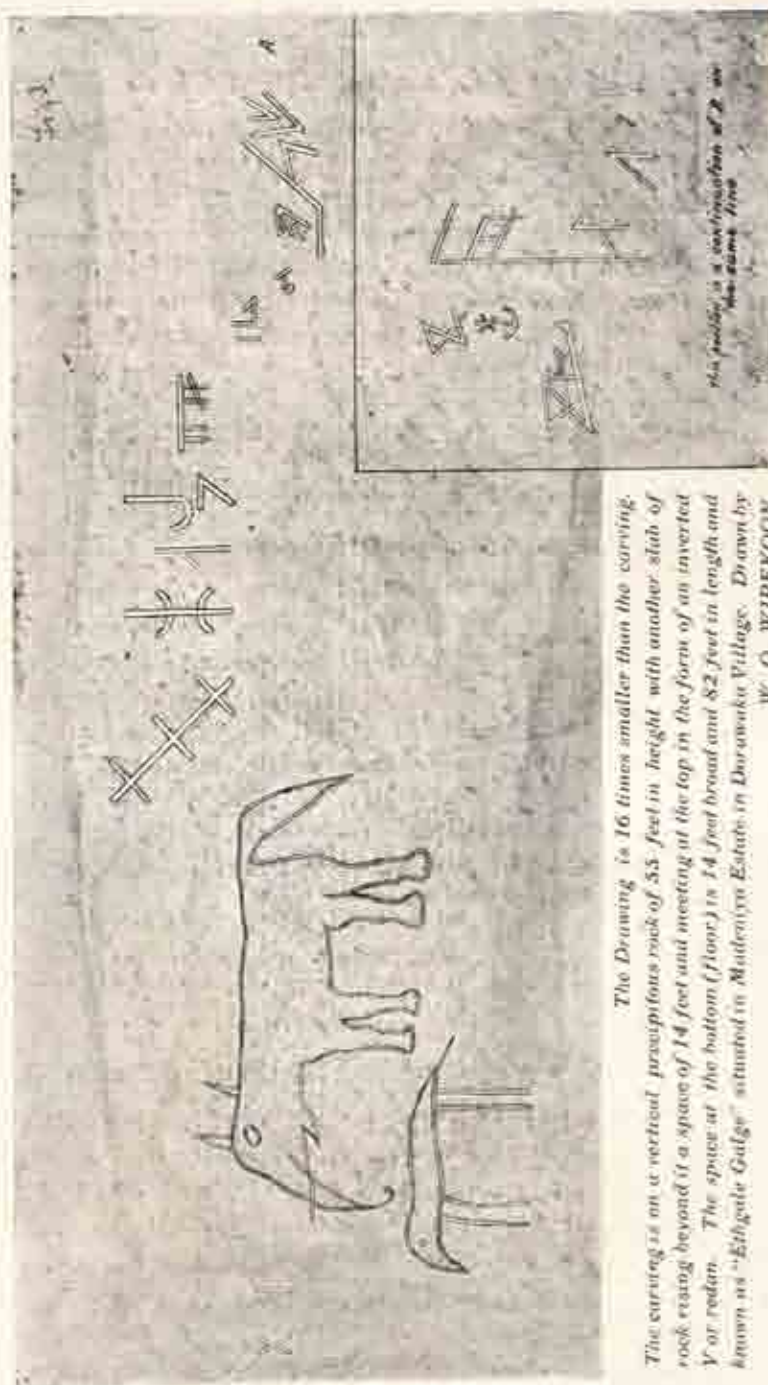 This portion is a continuation of 2 on
the same line
The Drawing is 16 times smaller than the carving.
The carving is on a vertical precipitous rock of 55 feet in height with another slab of
rock rising beyond it a space of 14 feet and meeting at the top in the form of an inverted
V or redan. The space at the bottom (floor) is 14 feet broad and 82 feet in length and
known as "Ethgale Galge" situated in Madeniya Estate in Dorawaka Village. Drawn by